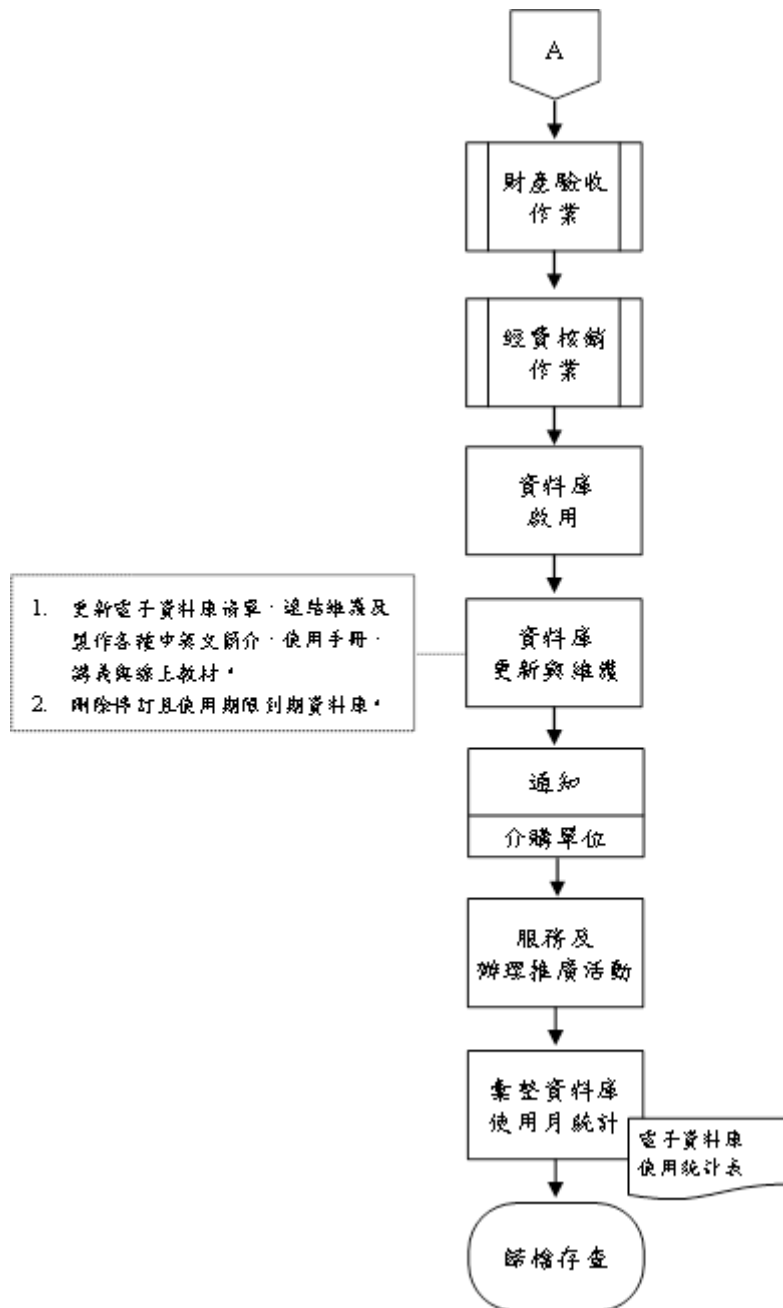 A
財產驗收
作業
經費核銷
作業
資料庫
啟用
1. 更新電子資料庫清單、連結維護及
製作各種中英文簡介、使用手冊、
講義與線上教材。
2. 刪除停訂且使用期限到期資料庫。
資料庫
更新與維護
通知
介購單位
服務及
辦理推廣活動
彙整資料庫
使用月統計
電子資料庫
使用統計表
歸檔存查